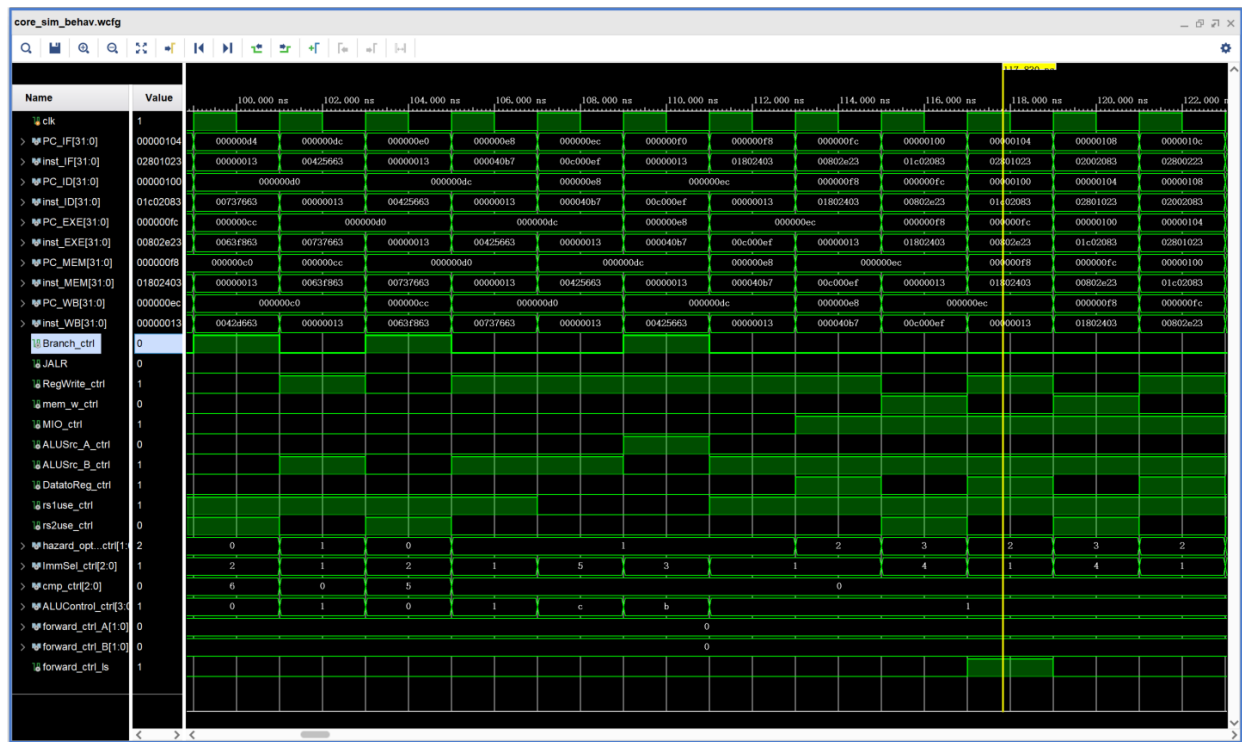 core_sim_behav.wcfg
117.820 ns
Name Value 100.000 ns 102.000 ns 104.000 ns 106.000 ns 108.000 ns 110.000 ns 112.000 ns 114.000 ns 116.000 ns 118.000 ns 120.000 ns 122.000 n
clk 1
PC_IF[31:0] 00000104 000000d4 000000dc 000000e0 000000e8 000000ec 000000f0 000000f8 000000fc 00000100 00000104 00000108 0000010c
inst_IF[31:0] 02801023 00000013 00425663 00000013 000040b7 00c000ef 00000013 01802403 00802e23 01c02083 02801023 02002083 02800223
PC_ID[31:0] 00000100 000000d0 000000dc 000000e8 000000ec 000000f8 000000fc 00000100 00000104 00000108
inst_ID[31:0] 01c02083 00737663 00000013 00425663 00000013 000040b7 00c000ef 00000013 01802403 00802e23 01c02083 02801023 02002083
PC_EXE[31:0] 000000fc 000000cc 000000d0 000000dc 000000e8 000000ec 000000f8 000000fc 00000100 00000104
inst_EXE[31:0] 00802e23 0063f863 00737663 00000013 00425663 00000013 000040b7 00c000ef 00000013 01802403 00802e23 01c02083 02801023
PC_MEM[31:0] 000000f8 000000c0 000000cc 000000d0 000000dc 000000e8 000000ec 000000f8 000000fc 00000100
inst_MEM[31:0] 01802403 00000013 0063f863 00737663 00000013 00425663 00000013 000040b7 00c000ef 00000013 01802403 00802e23 01c02083
PC_WB[31:0] 000000ec 000000c0 000000cc 000000d0 000000dc 000000e8 000000ec 000000f8 000000fc
inst_WB[31:0] 00000013 0042d663 00000013 0063f863 00737663 00000013 00425663 00000013 000040b7 00c000ef 00000013 01802403 00802e23
Branch_ctrl 0
JALR 0
RegWrite_ctrl 1
mem_w_ctrl 0
MIO_ctrl 1
ALUSrc_A_ctrl 0
ALUSrc_B_ctrl 1
DatatoReg_ctrl 1
rs1use_ctrl 1
rs2use_ctrl 0
hazard_opt...ctrl[1: 2 0 1 0 1 2 3 2 3 2
ImmSel_ctrl[2:0] 1 2 1 2 1 5 3 1 4 1 4 1
cmp_ctrl[2:0] 0 6 0 5 0
ALUControl_ctrl[3:0 1 0 1 0 1 c b 1
forward_ctrl_A[1:0] 0 0
forward_ctrl_B[1:0] 0 0
forward_ctrl_ls 1